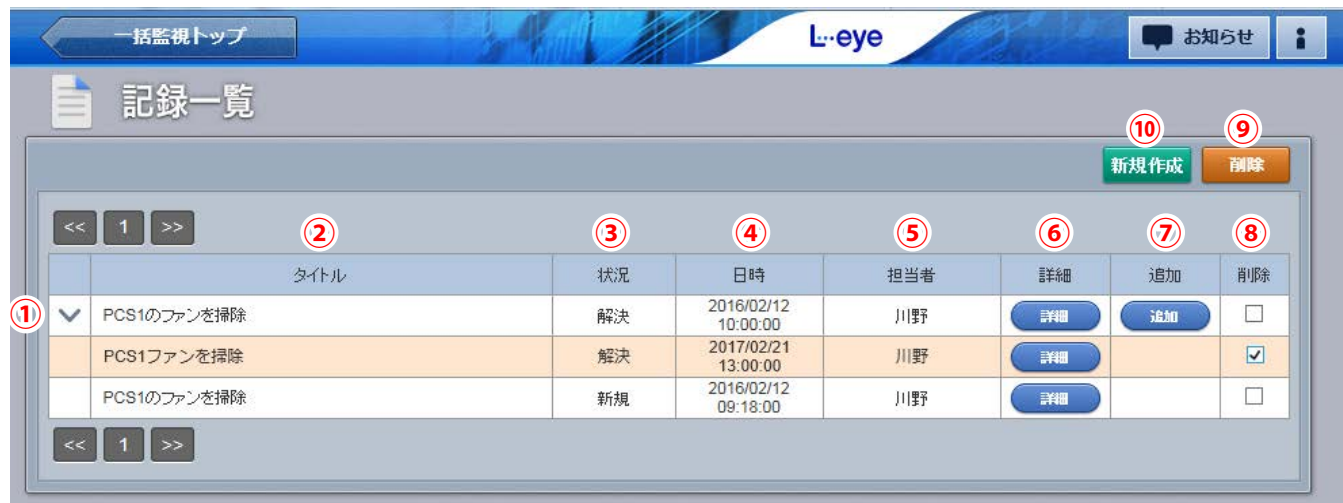 一括監視トップ L・・・eye お知らせ
記録一覧
⑩ ⑨
新規作成 削除
<< 1 >>
② ③ ④ ⑤ ⑥ ⑦ ⑧
タイトル 状況 日時 担当者 詳細 追加 削除
① PCS1のファンを掃除 解決 2016/02/12 10:00:00 川野 詳細 追加
PCS1ファンを掃除 解決 2017/02/21 13:00:00 川野 詳細
PCS1のファンを掃除 新規 2016/02/12 09:18:00 川野 詳細
<< 1 >>